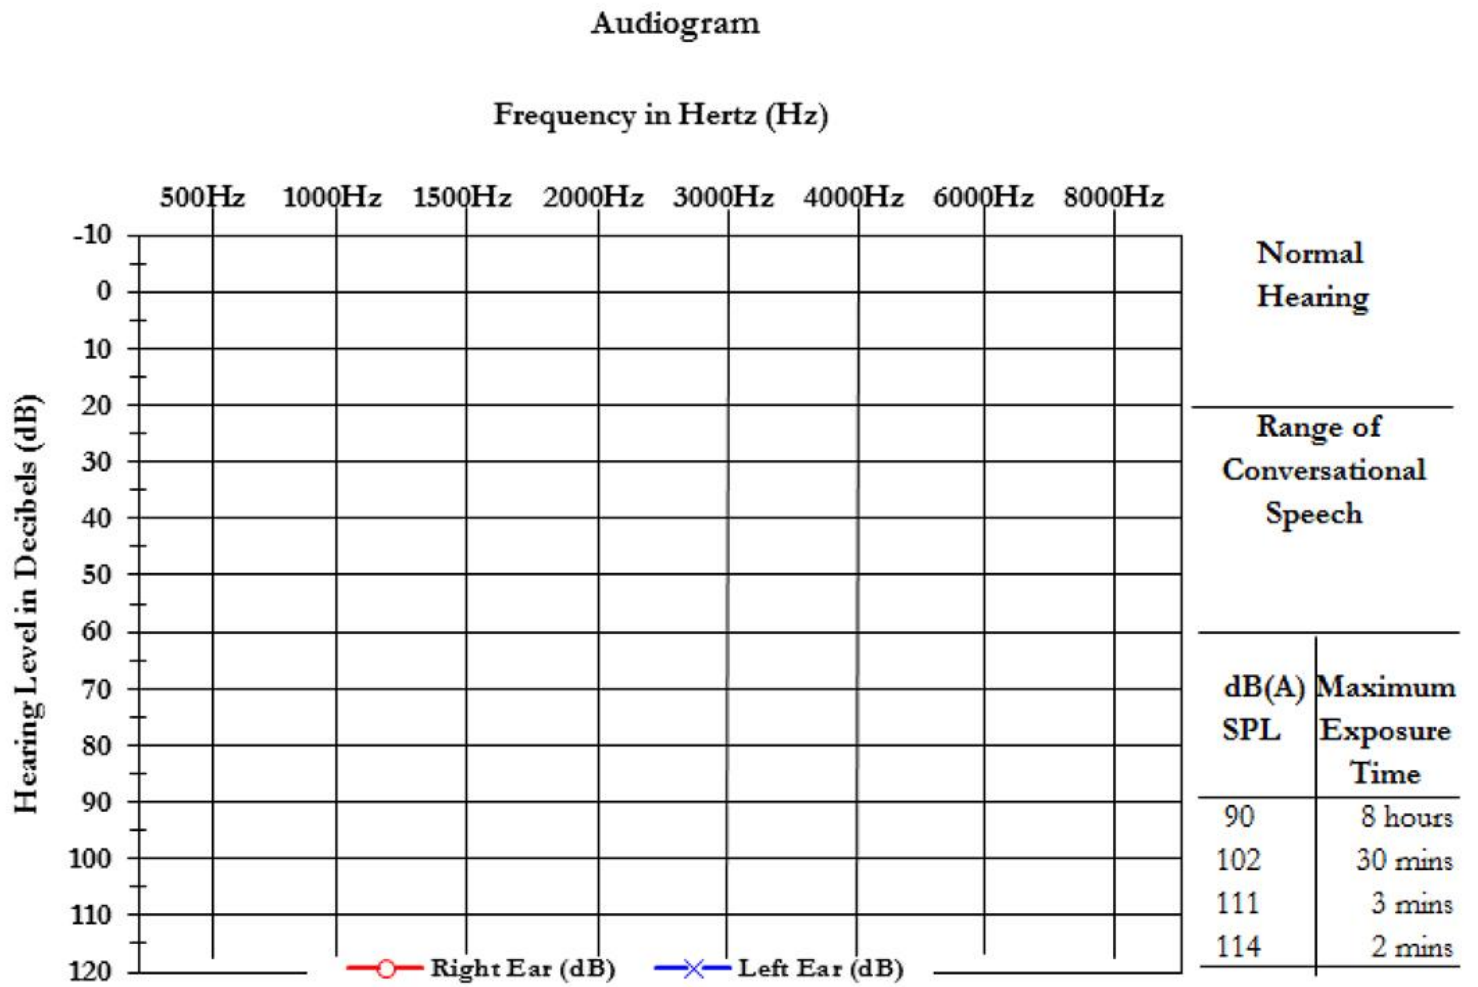 Audiogram
Frequency in Hertz (Hz)
500Hz 1000Hz 1500Hz 2000Hz 3000Hz 4000Hz 6000Hz 8000Hz
Hearing Level in Decibels (dB)
-10
0
10
20
30
40
50
60
70
80
90
100
110
120
Right Ear (dB) Left Ear (dB)
Normal
Hearing
Range of
Conversational
Speech
dB(A) Maximum
SPL Exposure
Time
90 8 hours
102 30 mins
111 3 mins
114 2 mins